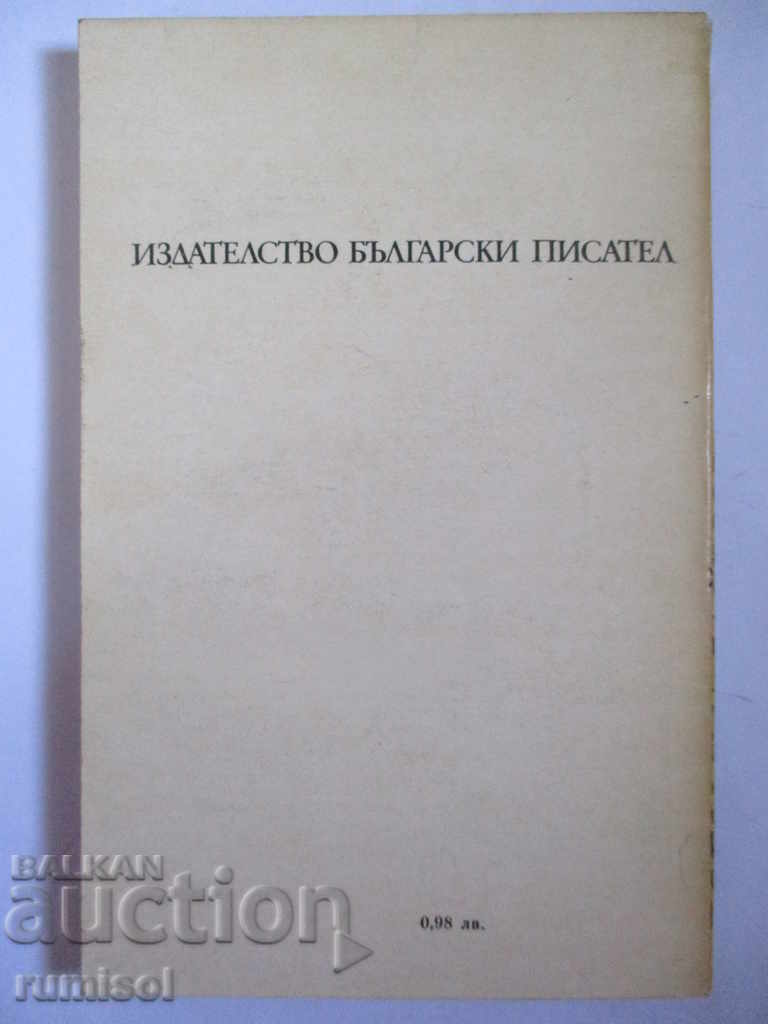 ИЗДАТЕЛСТВО БЪЛГАРСКИ ПИСАТЕЛ
0,98 лв.
BALKAN
auction
rumisol